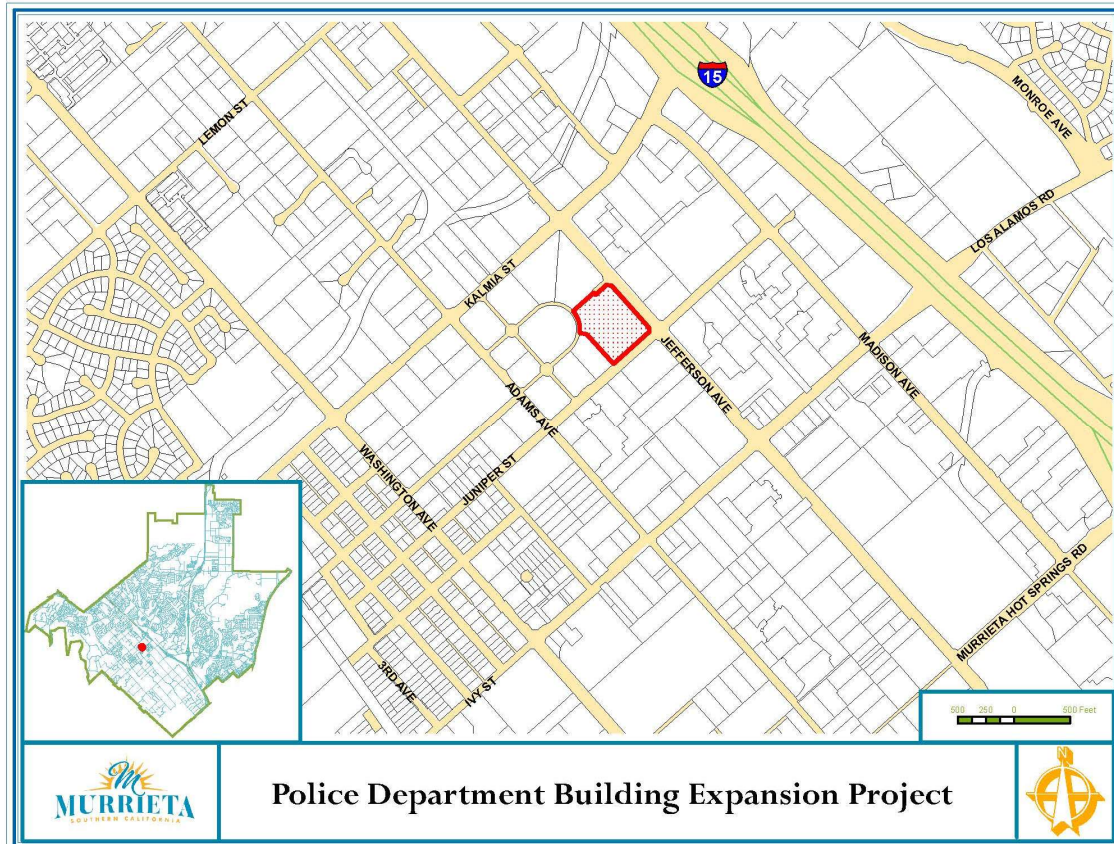 15
MONROE AVE
LEMON ST
LOS ALAMOS RD
KALMIA ST
JEFFERSON AVE
MADISON AVE
ADAMS AVE
WASHINGTON AVE
JUNIPER ST
MURRIETA HOT SPRINGS RD
3RD AVE
IVY ST
500 250 0 500 Feet
M
MURRIETA
SOUTHERN CALIFORNIA
Police Department Building Expansion Project
N